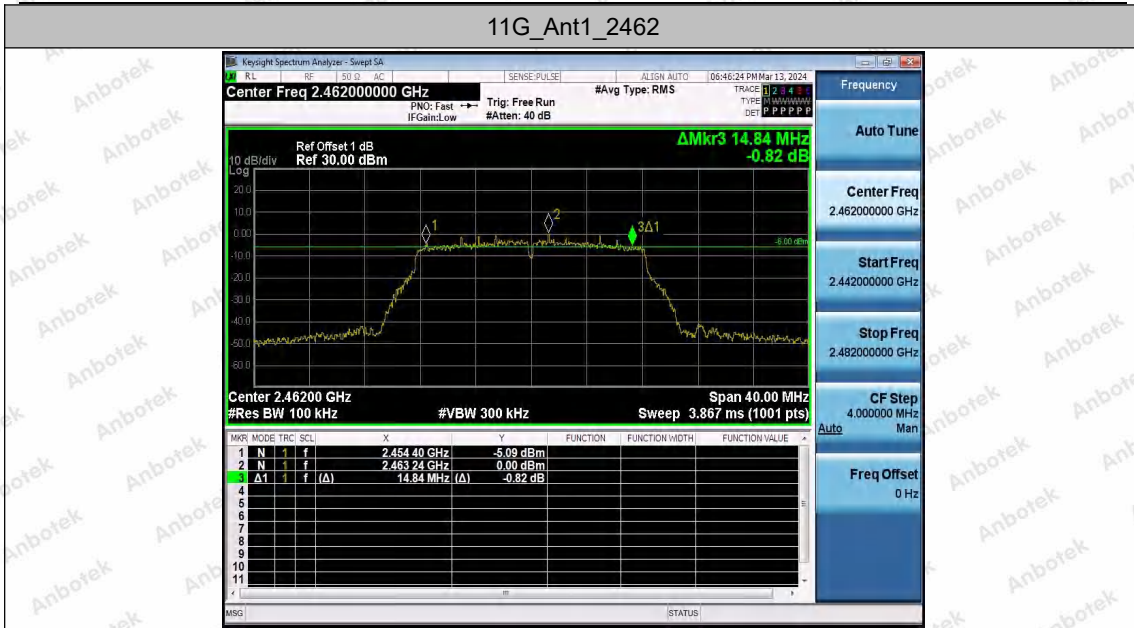 11G_Ant1_2462
Keysight Spectrum Analyzer - Swept SA
RL RF 50 Ω AC SENSE:PULSE ALIGN AUTO 06:46:24 PM Mar 13, 2024
Center Freq 2.462000000 GHz #Avg Type: RMS TRACE 1 2 3 4 5 6
PNO: Fast Trig: Free Run TYPE M WWWWW
IFGain:Low #Atten: 40 dB DET P P P P P P
Frequency
Auto Tune
Center Freq
2.462000000 GHz
Start Freq
2.442000000 GHz
Stop Freq
2.482000000 GHz
CF Step
4.000000 MHz
Auto Man
Freq Offset
0 Hz
ΔMkr3 14.84 MHz
-0.82 dB
Ref Offset 1 dB
10 dB/div Ref 30.00 dBm
Log
20.0
10.0
0.00
-10.0
-20.0
-30.0
-40.0
-50.0
-60.0
1
2
3Δ1
-6.00 dBm
Center 2.46200 GHz Span 40.00 MHz
#Res BW 100 kHz #VBW 300 kHz Sweep 3.867 ms (1001 pts)
MKR MODE TRC SCL X Y FUNCTION FUNCTION WIDTH FUNCTION VALUE
1 N 1 f 2.454 40 GHz -5.09 dBm
2 N 1 f 2.463 24 GHz 0.00 dBm
3 Δ1 1 f (Δ) 14.84 MHz (Δ) -0.82 dB
4
5
6
7
8
9
10
11
MSG STATUS
Anbotek